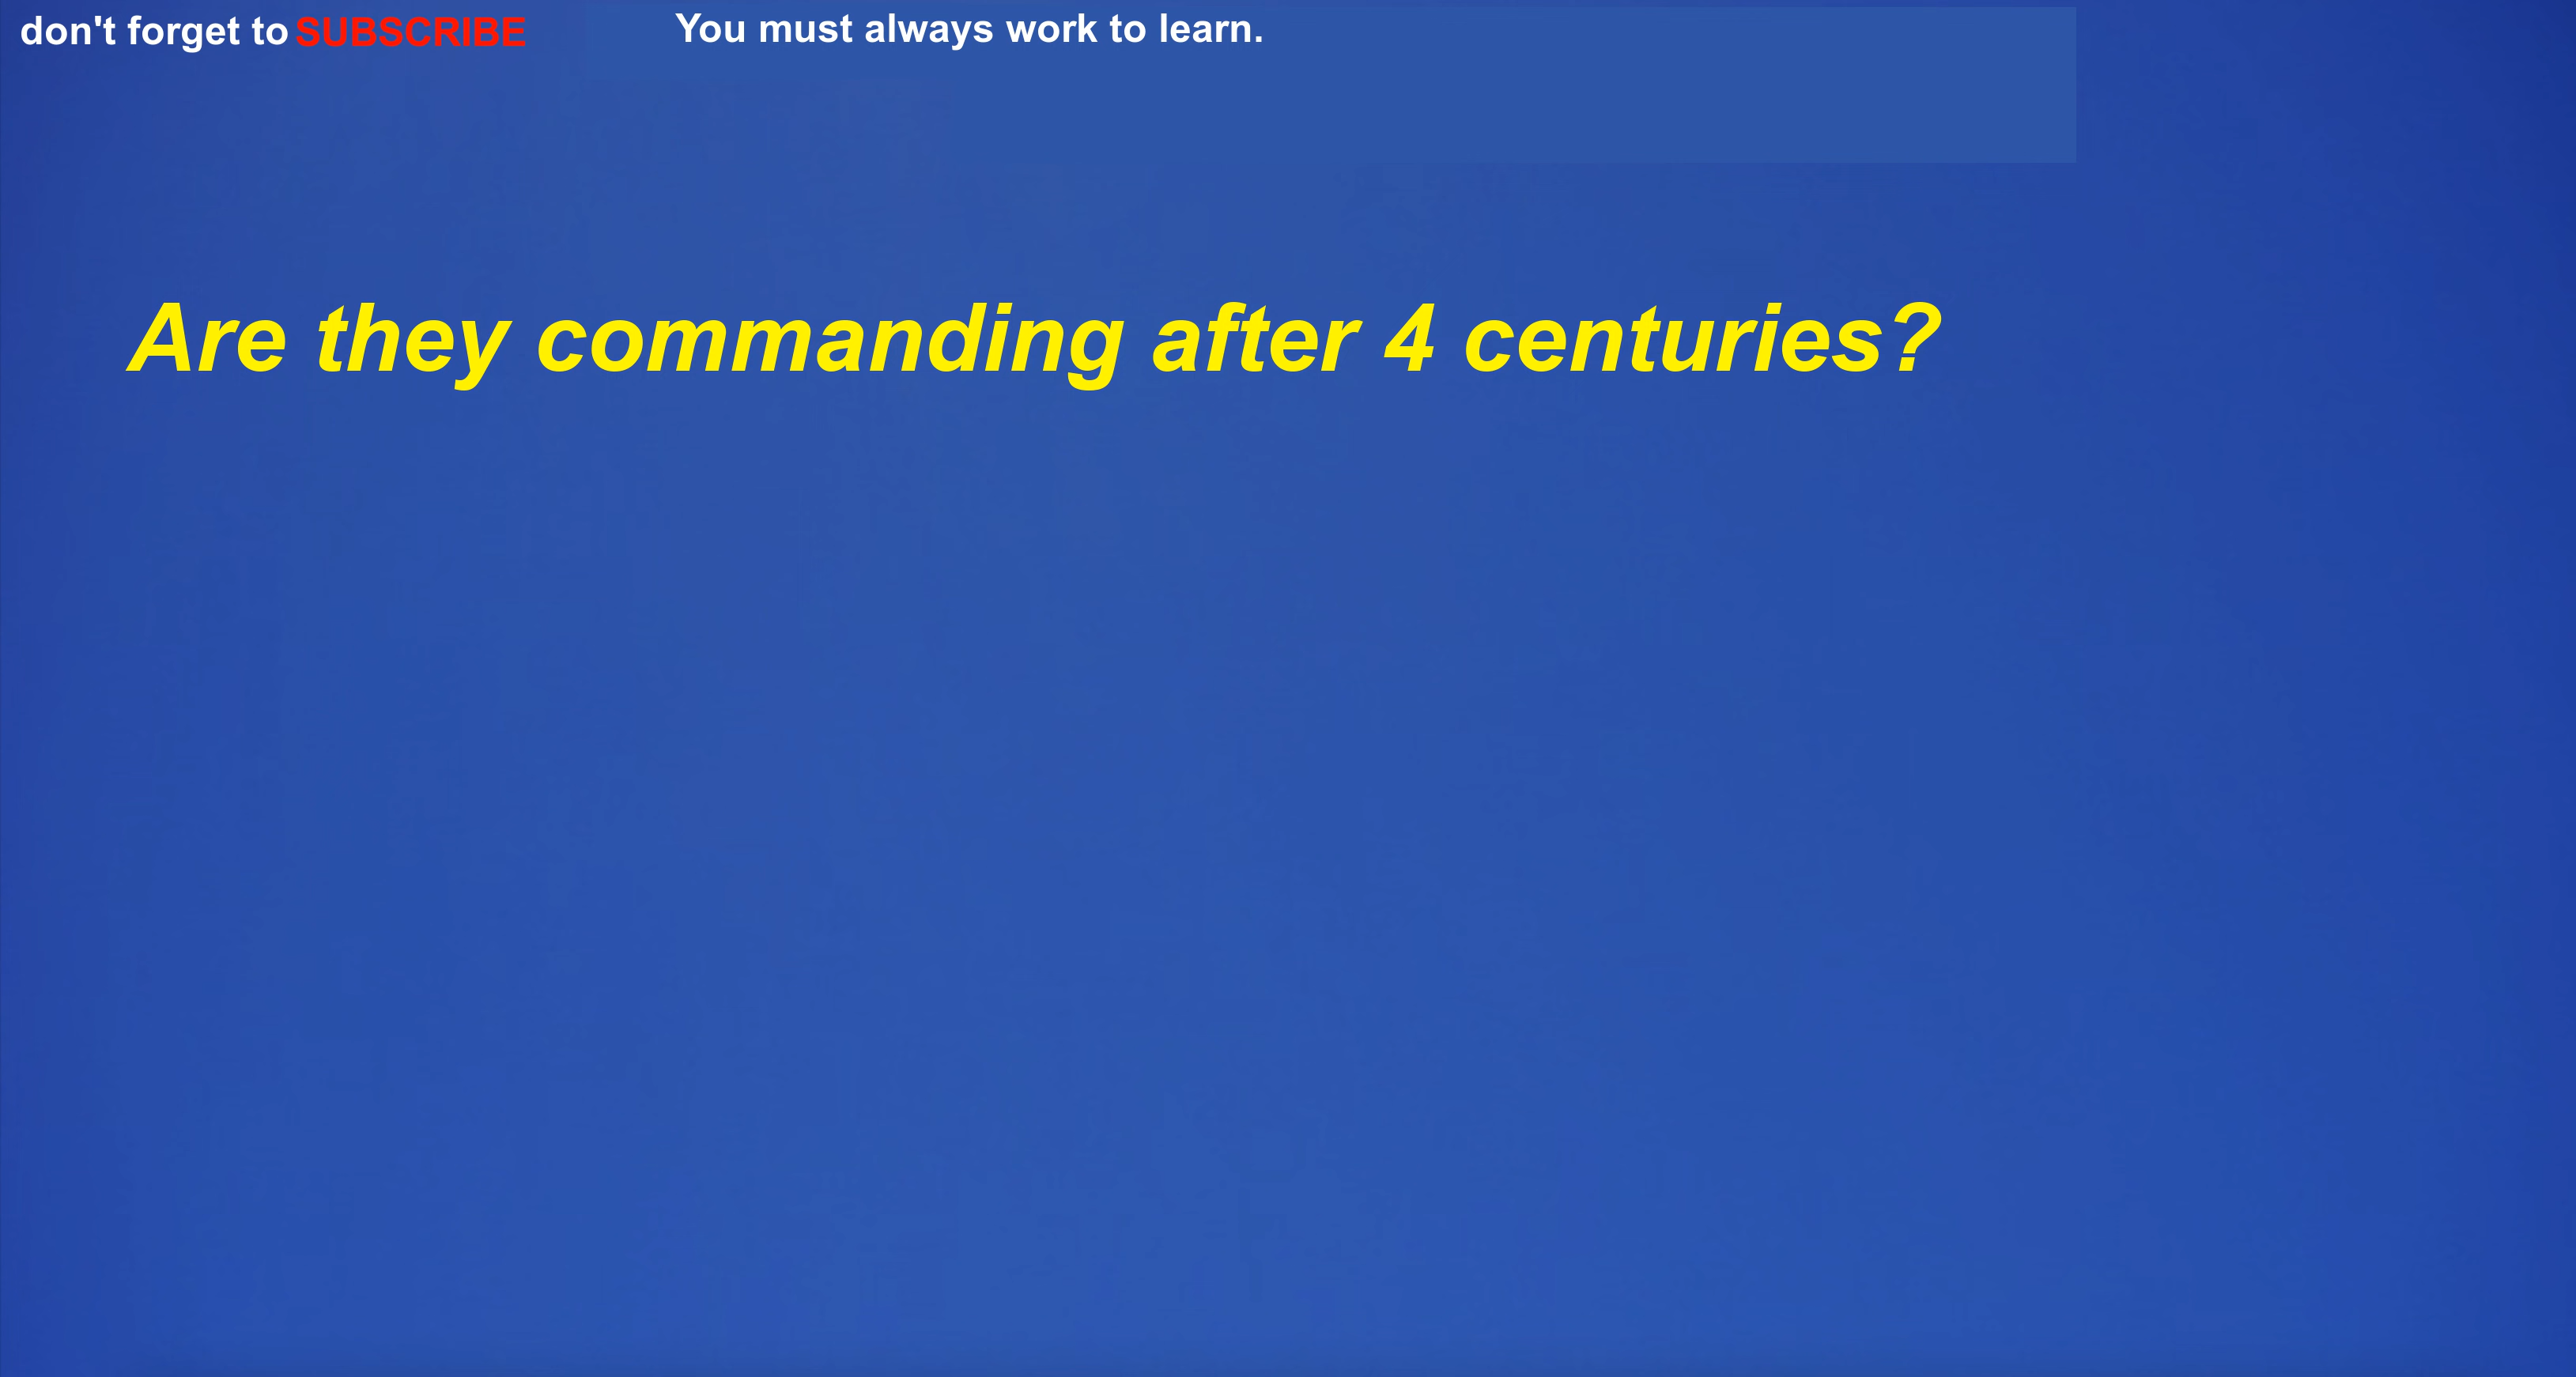 don't forget to SUBSCRIBE
You must always work to learn.
Are they commanding after 4 centuries?